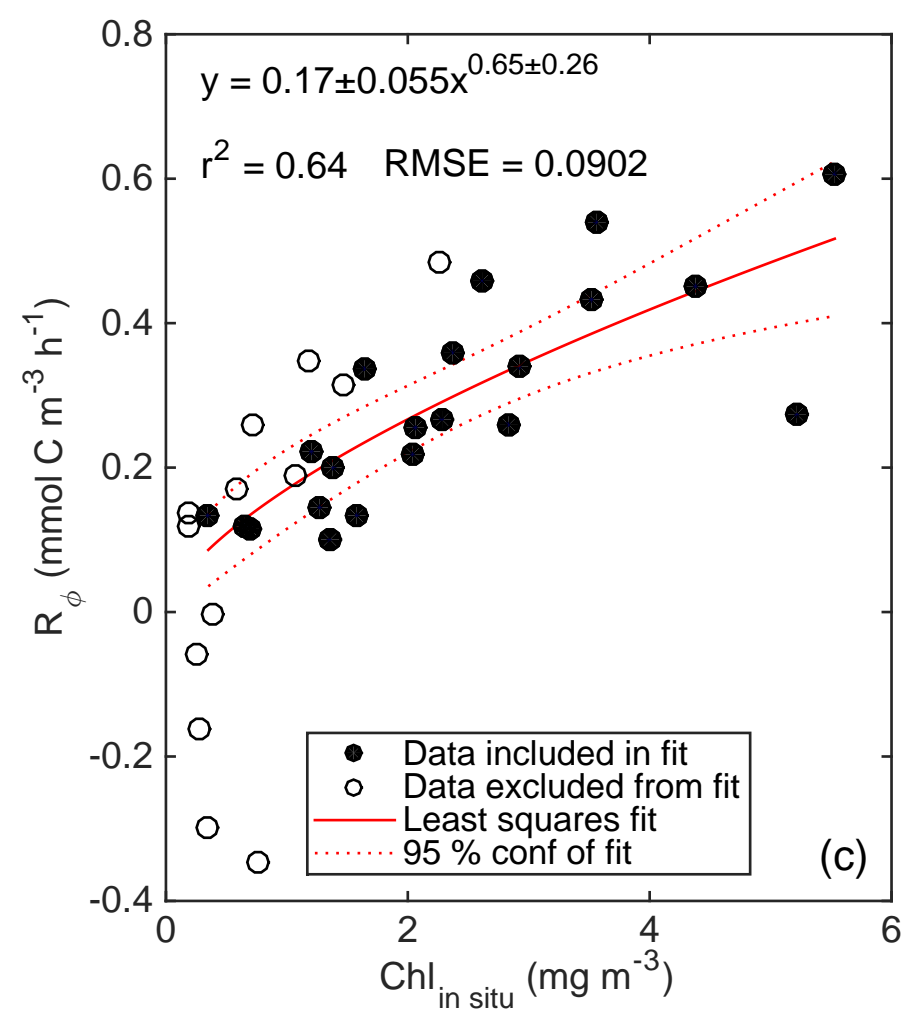 0.8
0.6
0.4
0.2
0
-0.2
-0.4
R_ϕ (mmol C m^-3 h^-1)
y = 0.17±0.055x^0.65±0.26
r^2 = 0.64 RMSE = 0.0902
Data included in fit
Data excluded from fit
Least squares fit
95 % conf of fit
(c)
0 2 4 6
Chl_in situ (mg m^-3)